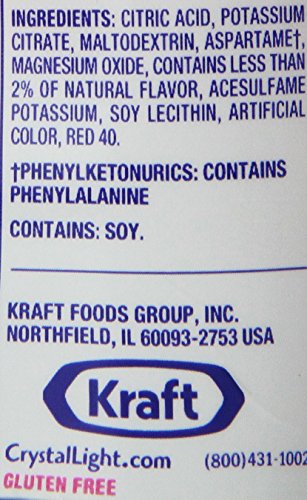 INGREDIENTS: CITRIC ACID, POTASSIUM
CITRATE, MALTODEXTRIN, ASPARTAME†,
MAGNESIUM OXIDE, CONTAINS LESS THAN
2% OF NATURAL FLAVOR, ACESULFAME
POTASSIUM, SOY LECITHIN, ARTIFICIAL
COLOR, RED 40.
†PHENYLKETONURICS: CONTAINS
PHENYLALANINE
CONTAINS: SOY.
KRAFT FOODS GROUP, INC.
NORTHFIELD, IL 60093-2753 USA
Kraft
CrystalLight.com (800)431-1002
GLUTEN FREE